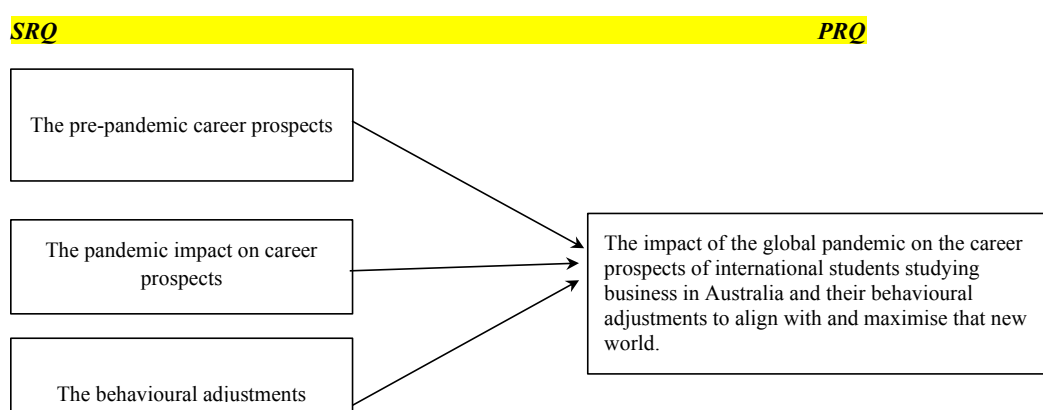 SRQ PRQ
The pre-pandemic career prospects
The pandemic impact on career
prospects
The impact of the global pandemic on the career
prospects of international students studying
business in Australia and their behavioural
adjustments to align with and maximise that new
world.
The behavioural adjustments